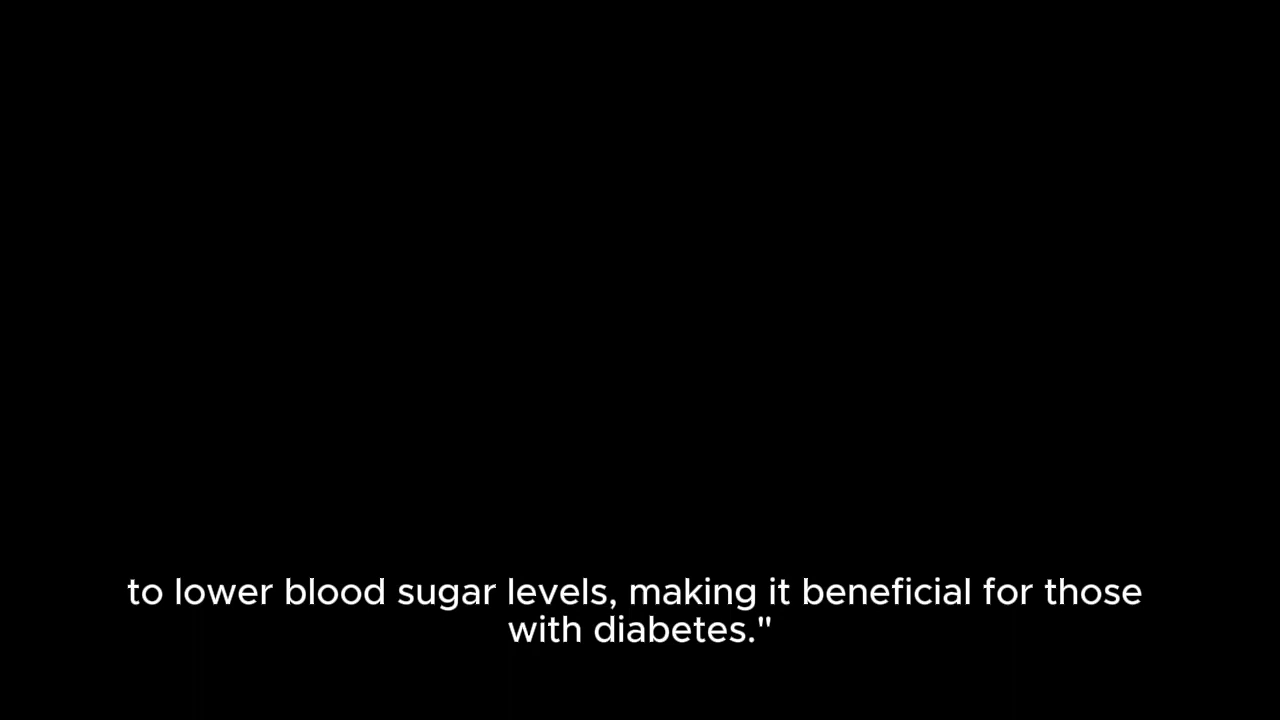 to lower blood sugar levels, making it beneficial for those
with diabetes."